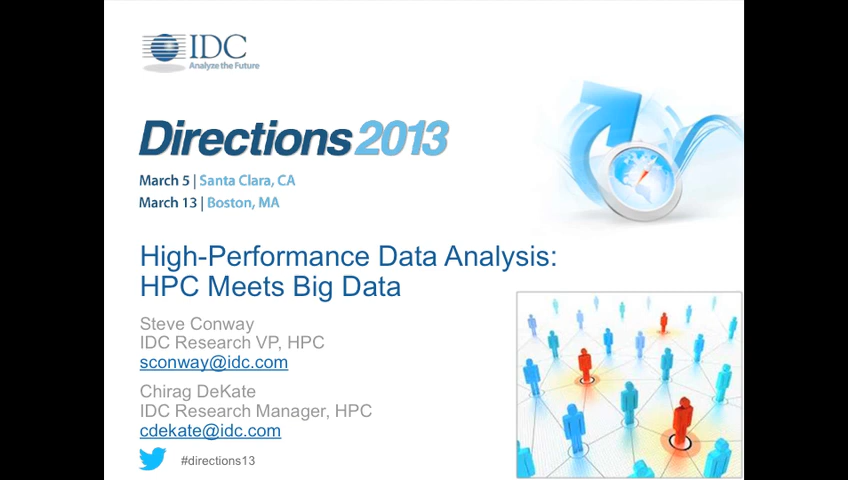 IDC
Analyze the Future
Directions 2013
March 5 | Santa Clara, CA
March 13 | Boston, MA
High-Performance Data Analysis:
HPC Meets Big Data
Steve Conway
IDC Research VP, HPC
sconway@idc.com
Chirag DeKate
IDC Research Manager, HPC
cdekate@idc.com
#directions13